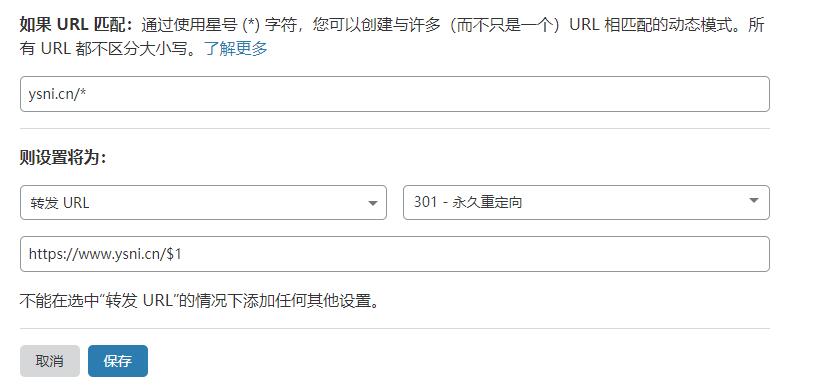 如果 URL 匹配：通过使用星号 (*) 字符，您可以创建与许多（而不只是一个）URL 相匹配的动态模式。所
有 URL 都不区分大小写。了解更多
ysni.cn/*
则设置将为：
转发 URL 301 - 永久重定向
https://www.ysni.cn/$1
不能在选中“转发 URL”的情况下添加任何其他设置。
取消 保存